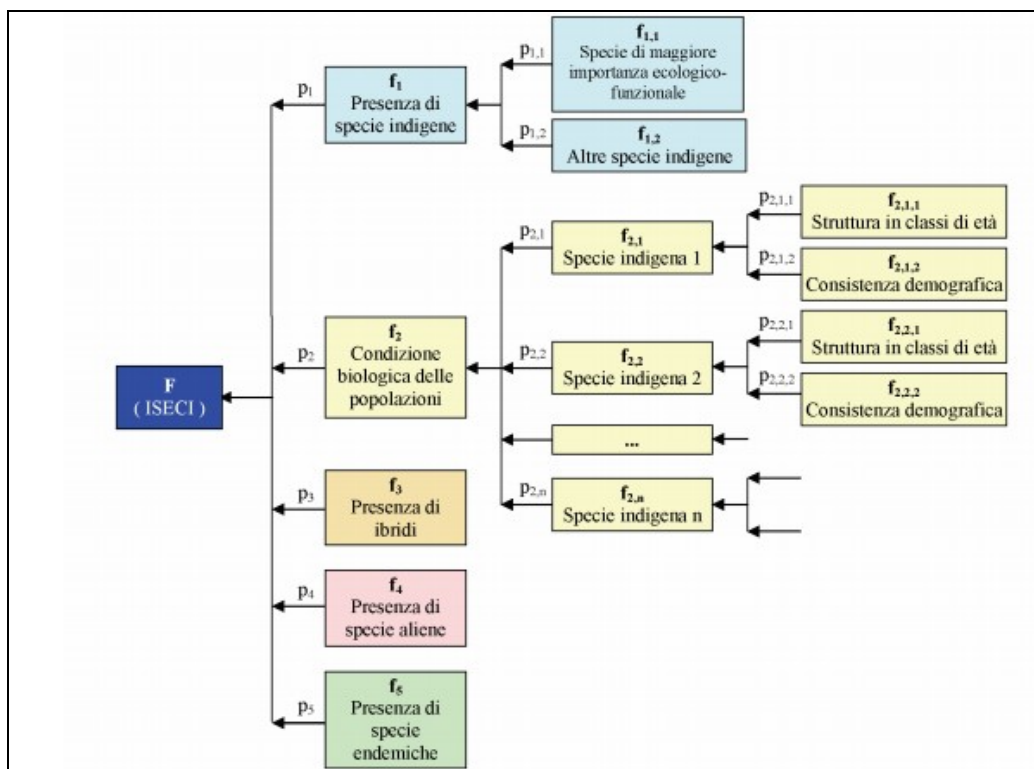 F
( ISECI )
p1
f1
Presenza di
specie indigene
p1,1
f1,1
Specie di maggiore
importanza ecologico-
funzionale
p1,2
f1,2
Altre specie indigene
p2
f2
Condizione
biologica delle
popolazioni
p2,1
f2,1
Specie indigena 1
p2,1,1
f2,1,1
Struttura in classi di età
p2,1,2
f2,1,2
Consistenza demografica
p2,2
f2,2
Specie indigena 2
p2,2,1
f2,2,1
Struttura in classi di età
p2,2,2
f2,2,2
Consistenza demografica
...
p2,n
f2,n
Specie indigena n
p3
f3
Presenza di
ibridi
p4
f4
Presenza di
specie aliene
p5
f5
Presenza di
specie
endemiche